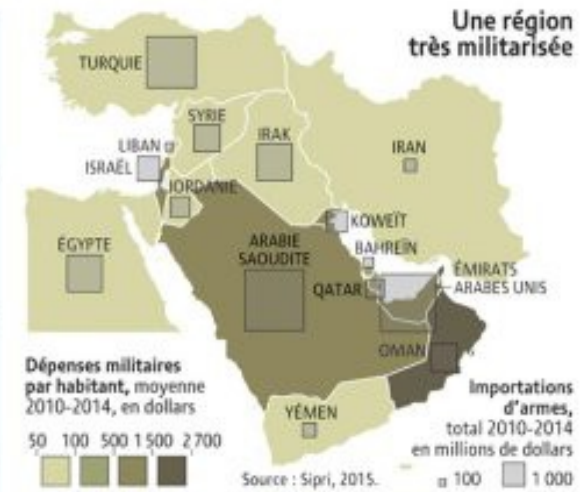 Une région
très militarisée
TURQUIE
SYRIE
LIBAN
ISRAËL
IRAK
IRAN
JORDANIE
KOWEÏT
ÉGYPTE
ARABIE
SAOUDITE
BAHREÏN
QATAR
ÉMIRATS
ARABES UNIS
OMAN
YÉMEN
Dépenses militaires
par habitant, moyenne
2010-2014, en dollars
50 100 500 1 500 2 700
Importations
d'armes,
total 2010-2014
en millions de dollars
100 1 000
Source : Sipri, 2015.